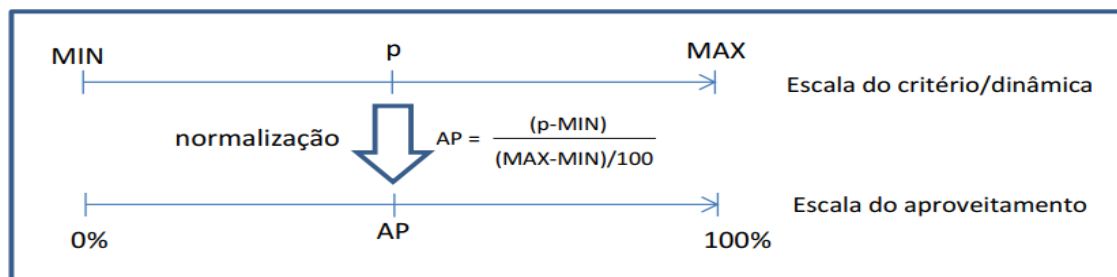 MIN p MAX
Escala do critério/dinâmica
normalização AP = (p-MIN)
(MAX-MIN)/100
Escala do aproveitamento
0% AP 100%